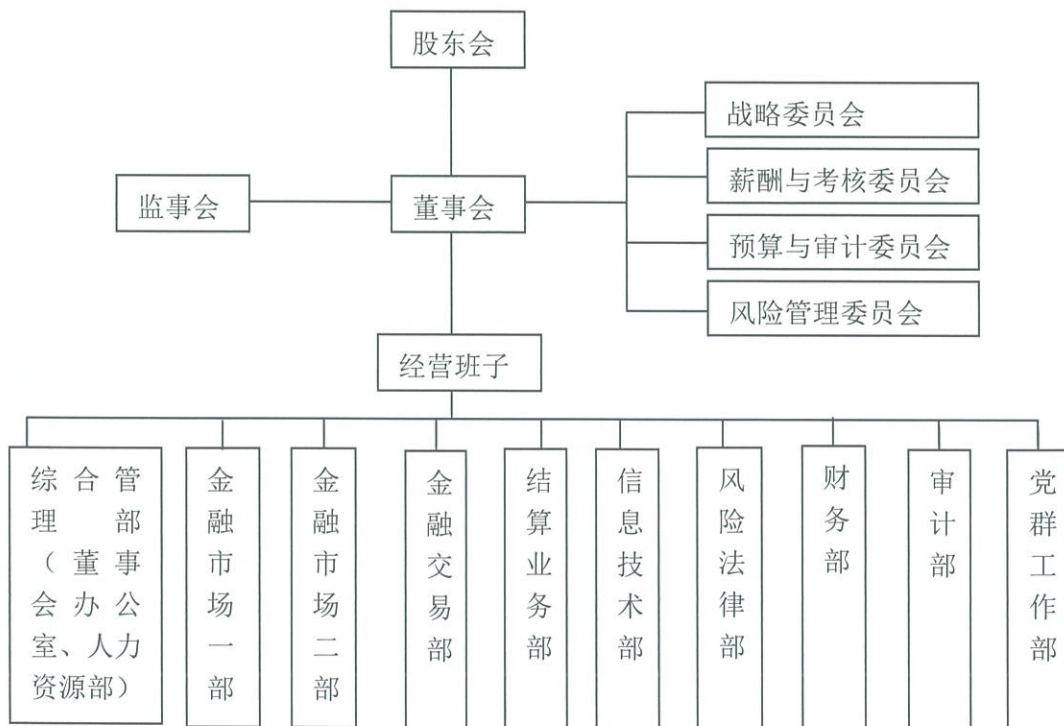 股东会
战略委员会
薪酬与考核委员会
监事会
董事会
预算与审计委员会
风险管理委员会
经营班子
综合管
理部
（董事
会办公
室、人力
资源部）
金融市场一部
金融市场二部
金融交易部
结算业务部
信息技术部
风险法律部
财务部
审计部
党群工作部